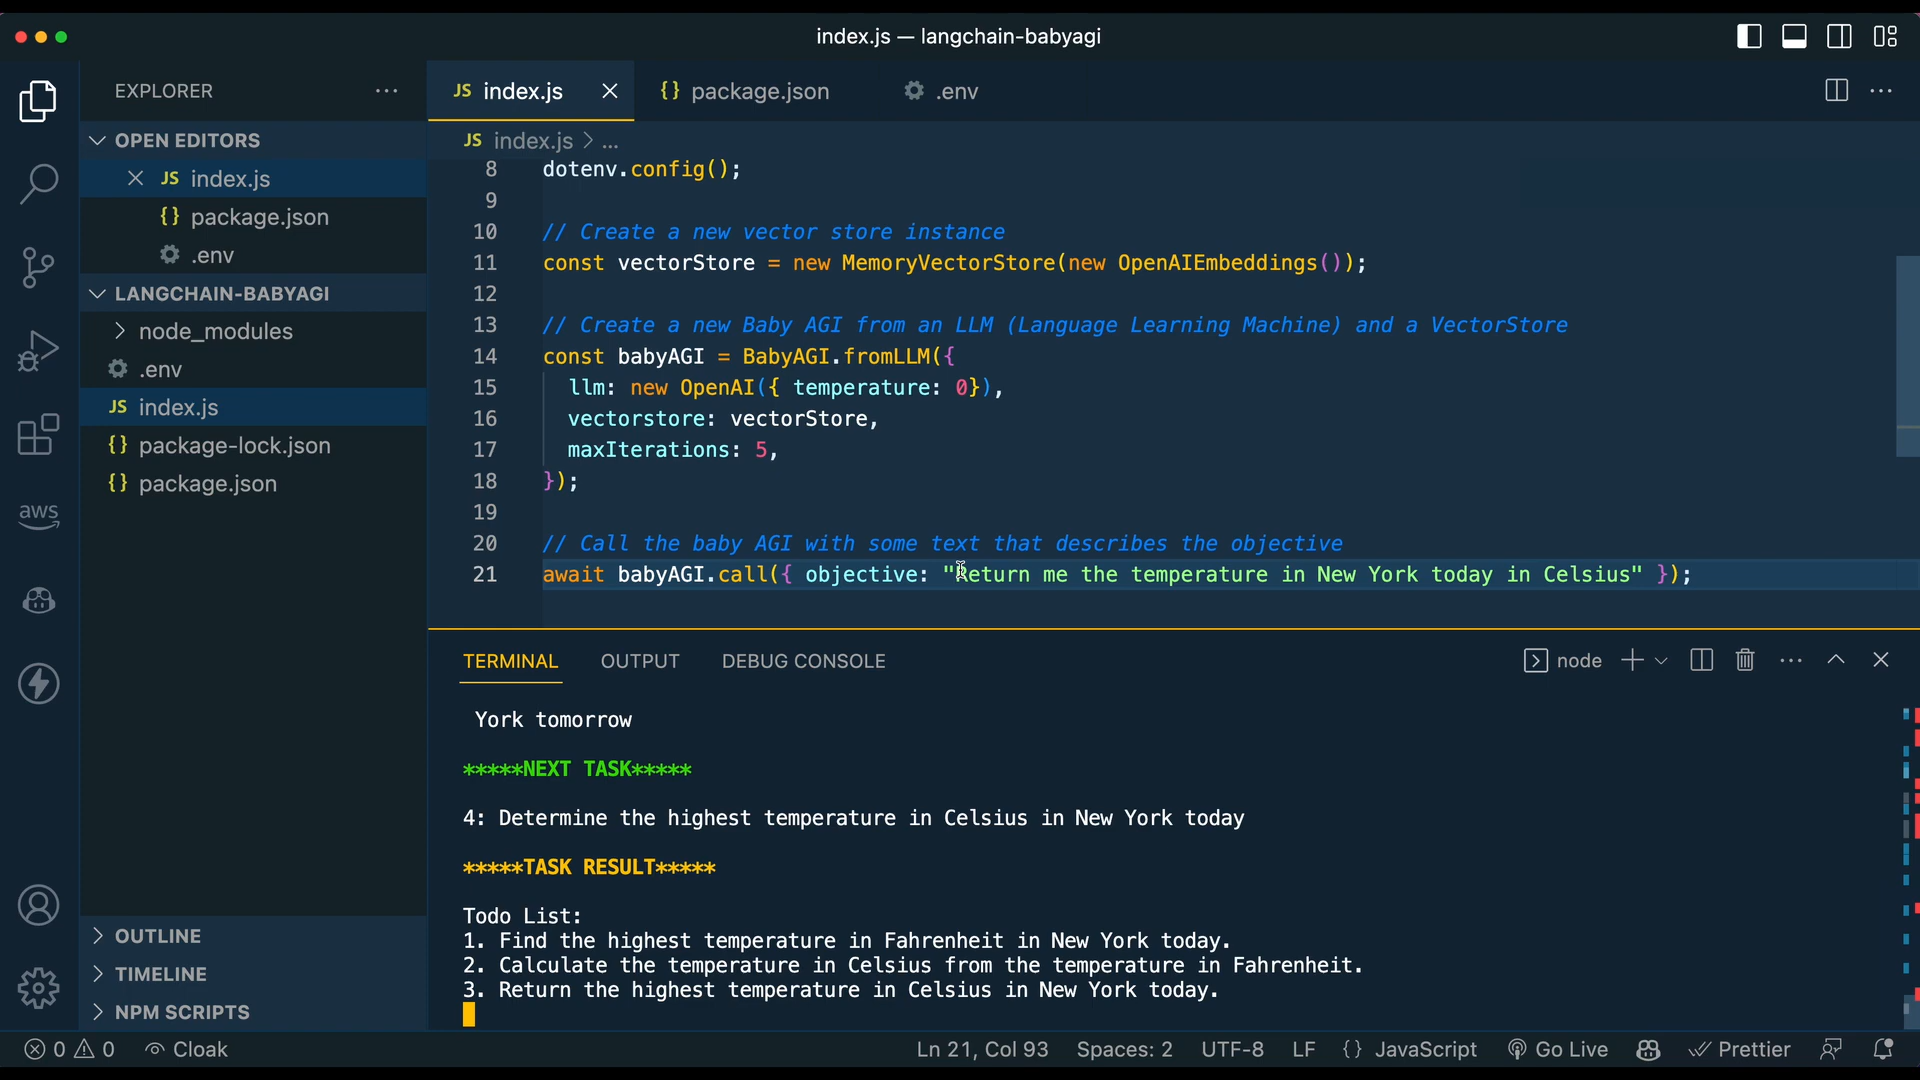 index.js — langchain-babyagi
EXPLORER
OPEN EDITORS
JS index.js
{} package.json
.env
LANGCHAIN-BABYAGI
node_modules
.env
JS index.js
{} package-lock.json
{} package.json
aws
OUTLINE
TIMELINE
NPM SCRIPTS
JS index.js
{} package.json
.env
JS index.js > ...
8 dotenv.config();
9
10 // Create a new vector store instance
11 const vectorStore = new MemoryVectorStore(new OpenAIEmbeddings());
12
13 // Create a new Baby AGI from an LLM (Language Learning Machine) and a VectorStore
14 const babyAGI = BabyAGI.fromLLM({
15 llm: new OpenAI({ temperature: 0}),
16 vectorstore: vectorStore,
17 maxIterations: 5,
18 });
19
20 // Call the baby AGI with some text that describes the objective
21 await babyAGI.call({ objective: "Return me the temperature in New York today in Celsius" });
TERMINAL OUTPUT DEBUG CONSOLE
node
York tomorrow
*****NEXT TASK*****
4: Determine the highest temperature in Celsius in New York today
*****TASK RESULT*****
Todo List:
1. Find the highest temperature in Fahrenheit in New York today.
2. Calculate the temperature in Celsius from the temperature in Fahrenheit.
3. Return the highest temperature in Celsius in New York today.
0 0 Cloak Ln 21, Col 93 Spaces: 2 UTF-8 LF {} JavaScript Go Live Prettier